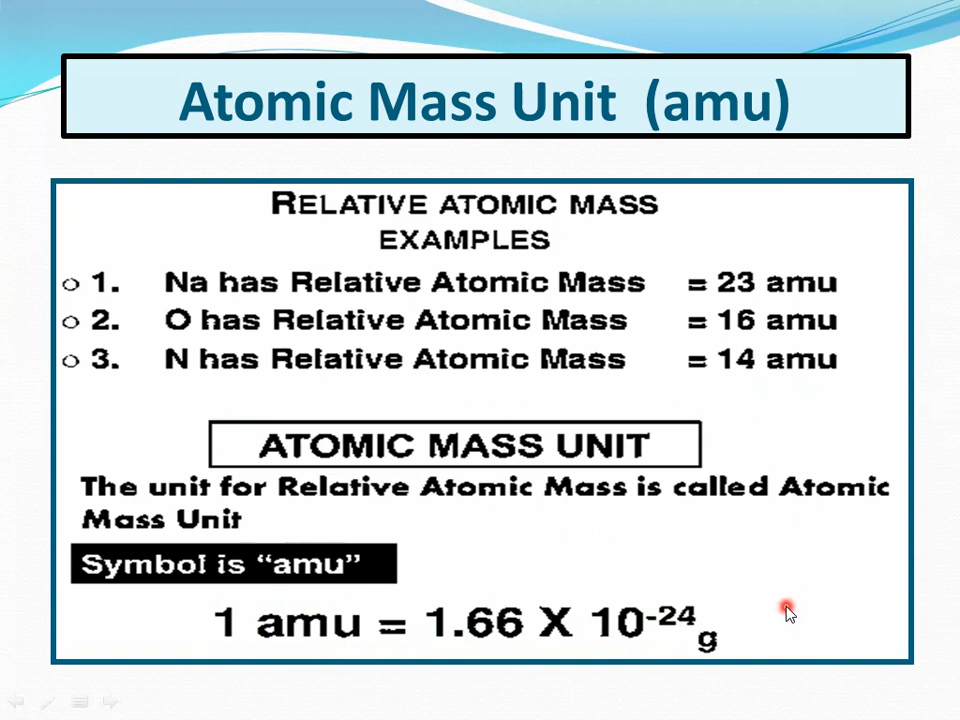 Atomic Mass Unit (amu)
RELATIVE ATOMIC MASS
EXAMPLES
1. Na has Relative Atomic Mass = 23 amu
2. O has Relative Atomic Mass = 16 amu
3. N has Relative Atomic Mass = 14 amu
ATOMIC MASS UNIT
The unit for Relative Atomic Mass is called Atomic
Mass Unit
Symbol is “amu”
1 amu = 1.66 X 10⁻²⁴g